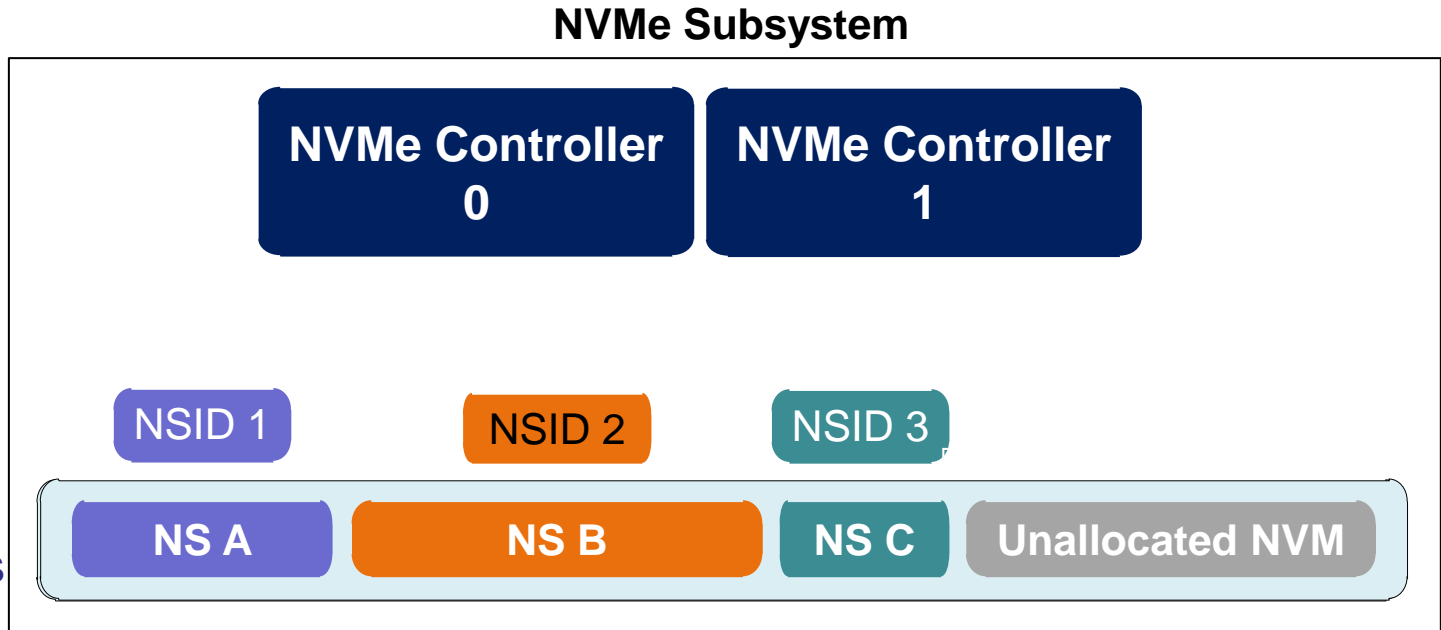 NVMe Subsystem
NVMe Controller
0
NVMe Controller
1
NSID 1
NSID 2
NSID 3
NS A
NS B
NS C
Unallocated NVM